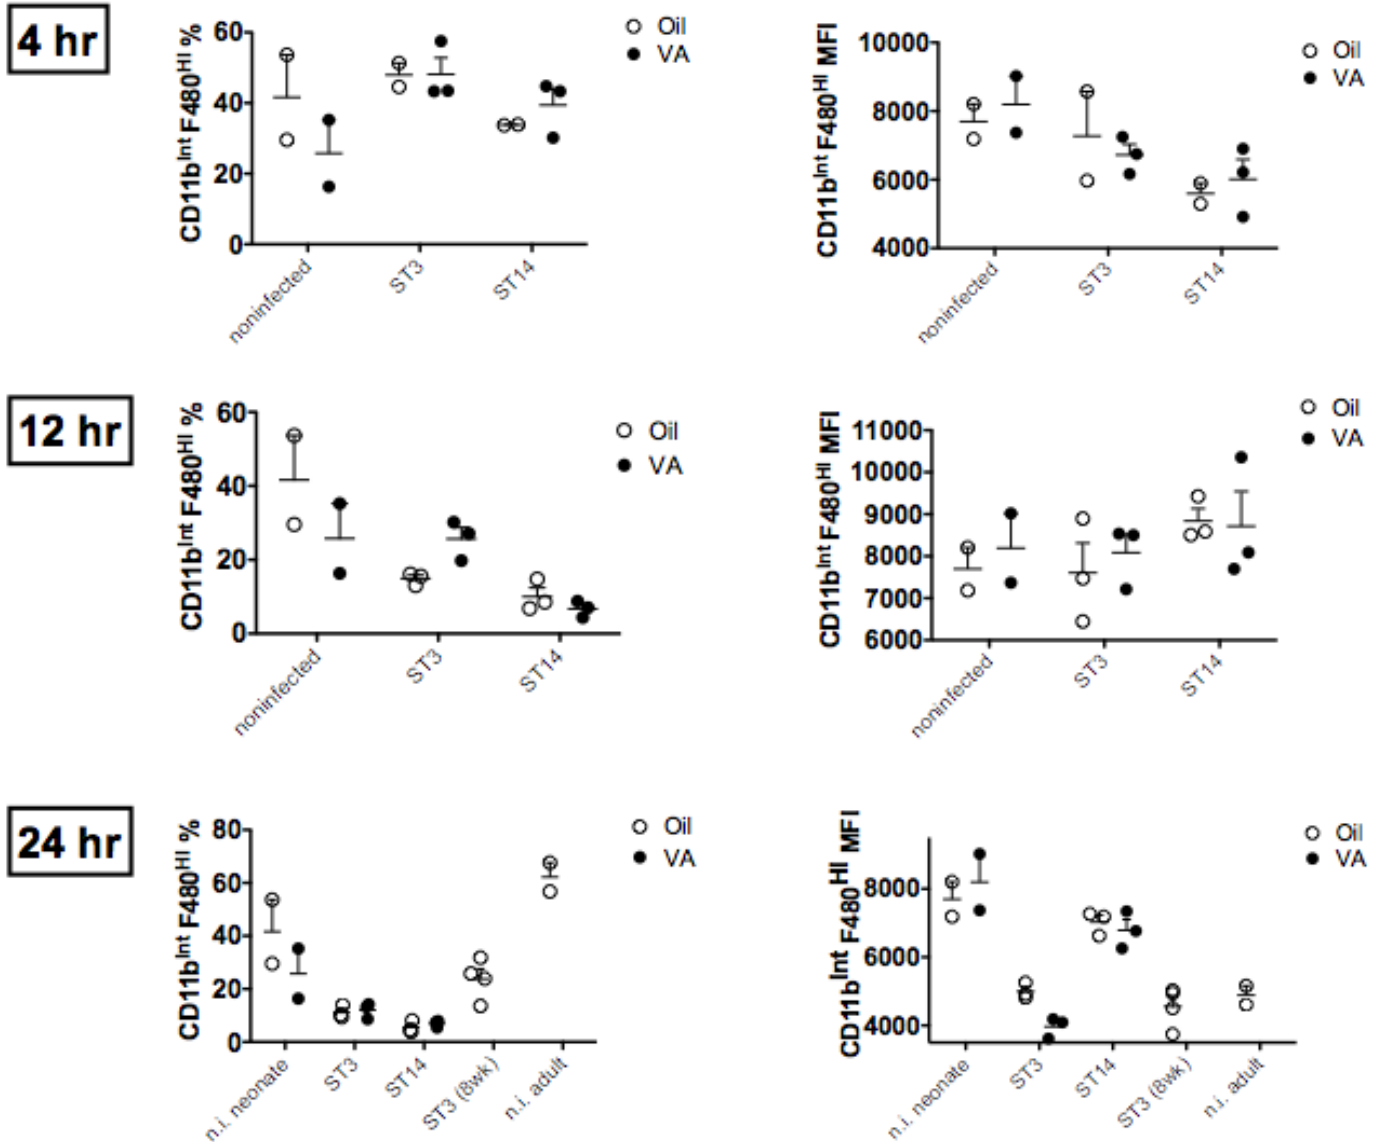 4 hr
CD11b^Int F480^HI %
60
40
20
0
noninfected
ST3
ST14
Oil
VA
CD11b^Int F480^HI MFI
10000
8000
6000
4000
noninfected
ST3
ST14
Oil
VA
12 hr
CD11b^Int F480^HI %
60
40
20
0
noninfected
ST3
ST14
Oil
VA
CD11b^Int F480^HI MFI
11000
10000
9000
8000
7000
6000
noninfected
ST3
ST14
Oil
VA
24 hr
CD11b^Int F480^HI %
80
60
40
20
0
n.i. neonate
ST3
ST14
ST3 (8wk)
n.i. adult
Oil
VA
CD11b^Int F480^HI MFI
8000
6000
4000
n.i. neonate
ST3
ST14
ST3 (8wk)
n.i. adult
Oil
VA